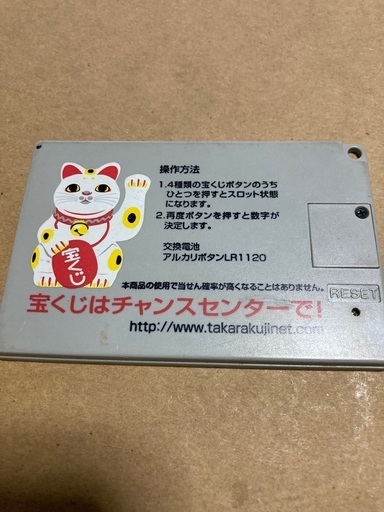 操作方法
1.4種類の宝くじボタンのうち
ひとつを押すとスロット状態
になります。
2.再度ボタンを押すと数字が
決定します。
交換電池
アルカリボタンLR1120
宝くじ
RESET
本商品の使用で当せん確率が高くなることはありません。
宝くじはチャンスセンターで!
http://www.takarakujinet.com